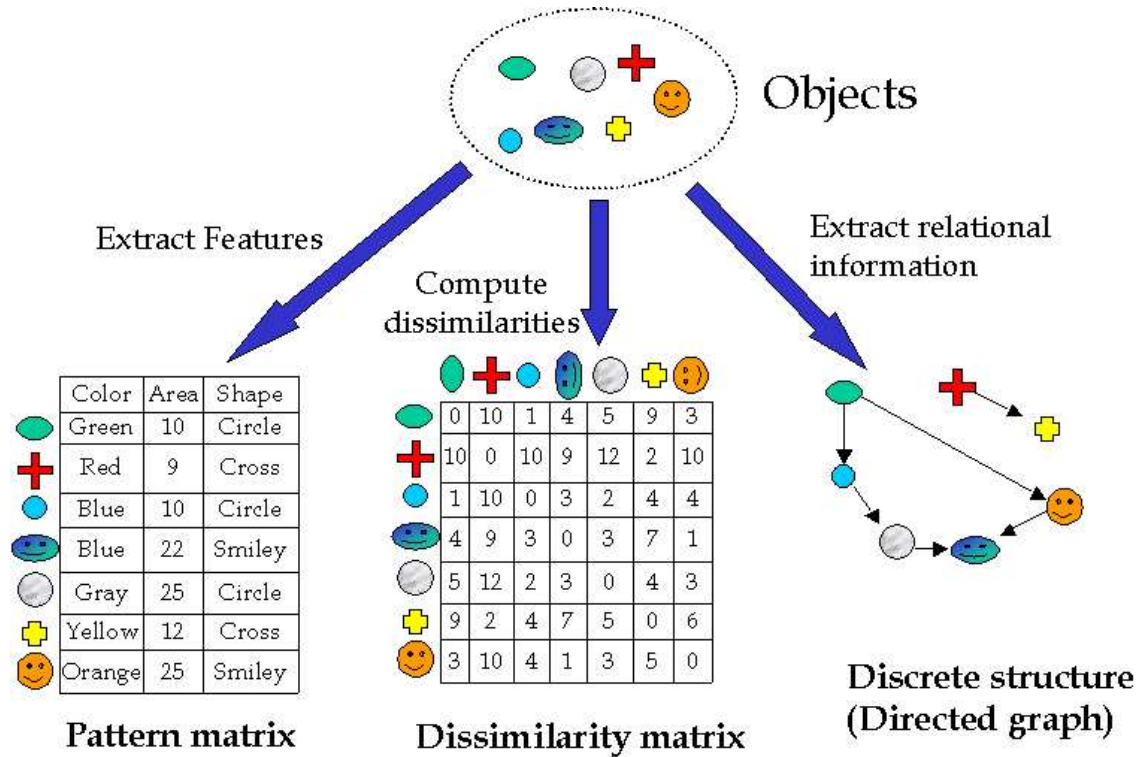 Objects
Extract Features
Compute
dissimilarities
Extract relational
information
Color Area Shape
Green 10 Circle
Red 9 Cross
Blue 10 Circle
Blue 22 Smiley
Gray 25 Circle
Yellow 12 Cross
Orange 25 Smiley
Pattern matrix
0 10 1 4 5 9 3
10 0 10 9 12 2 10
1 10 0 3 2 4 4
4 9 3 0 3 7 1
5 12 2 3 0 4 3
9 2 4 7 5 0 6
3 10 4 1 3 5 0
Dissimilarity matrix
Discrete structure
(Directed graph)